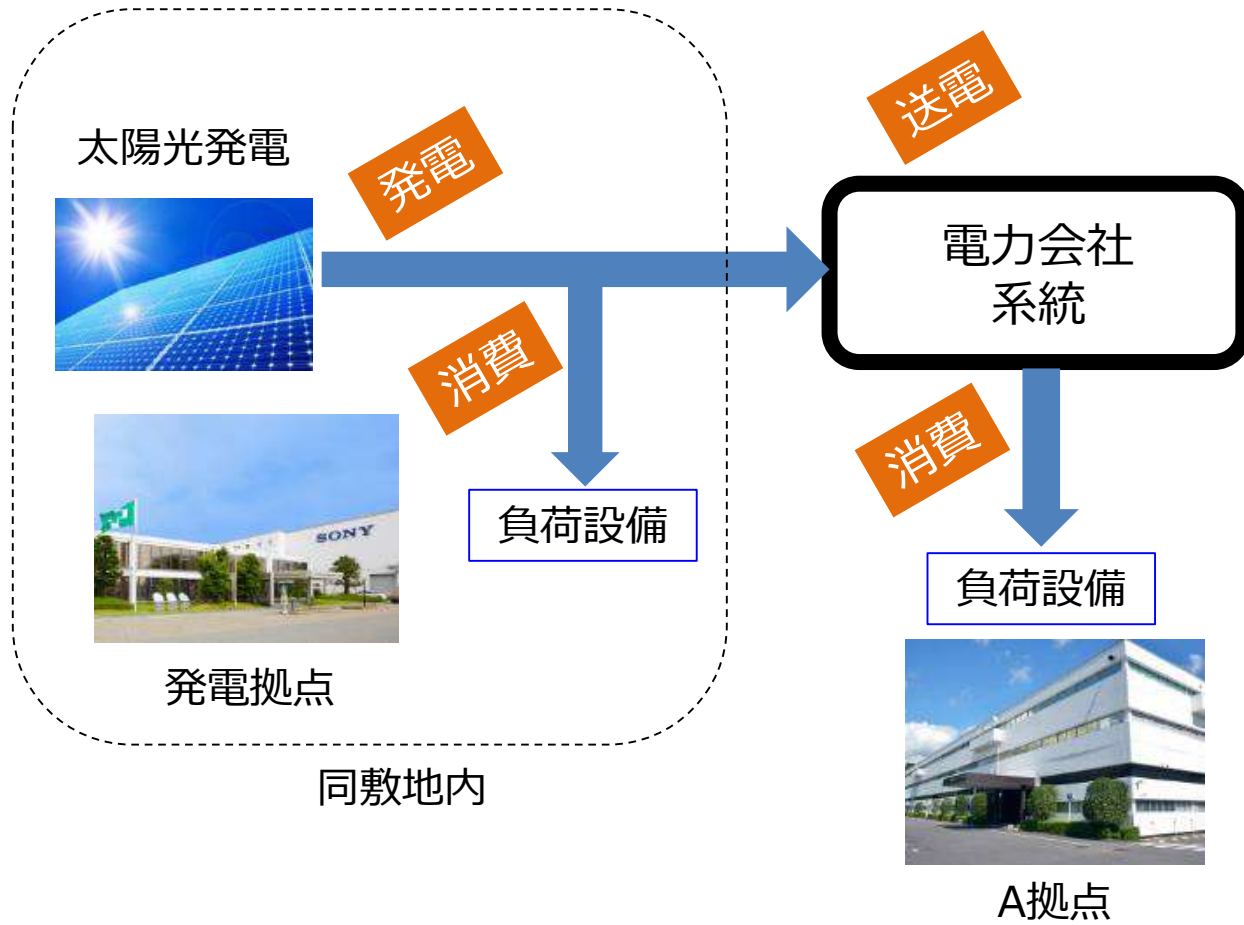 太陽光発電
発電
送電
電力会社
系統
消費
負荷設備
SONY
発電拠点
同敷地内
消費
負荷設備
A拠点